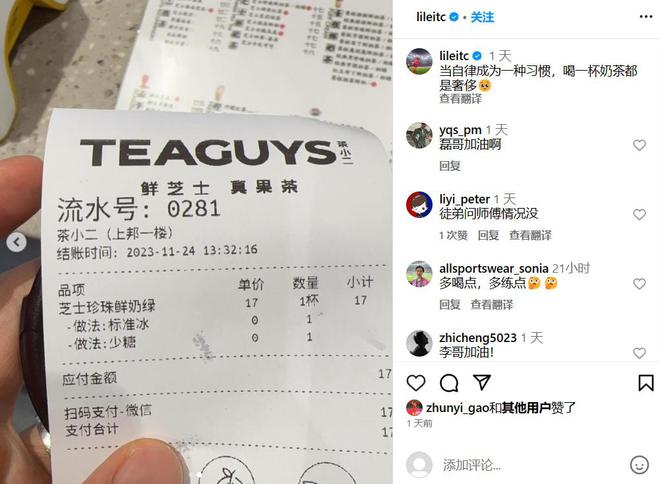 TEAGUYS 茶小二
鲜芝士 真果茶
流水号: 0281
茶小二（上邦一楼）
结账时间: 2023-11-24 13:32:16
品项 单价 数量 小计
芝士珍珠鲜奶绿 17 1杯 17
-做法:标准冰 0 1
-做法:少糖 0 1
应付金额 17
扫码支付-微信
支付合计
lileitc · 关注
lileitc 1 天
当自律成为一种习惯，喝一杯奶茶都
是奢侈🥺
查看翻译
yqs_pm 1 天
磊哥加油啊
回复
liyi_peter 1 天
徒弟问师傅情况没
1 次赞 回复 查看翻译
allsportswear_sonia 21小时
多喝点，多练点🤔🤔
回复 查看翻译
zhicheng5023 1 天
李哥加油！
zhunyi_gao和其他用户赞了
1 天前
添加评论...